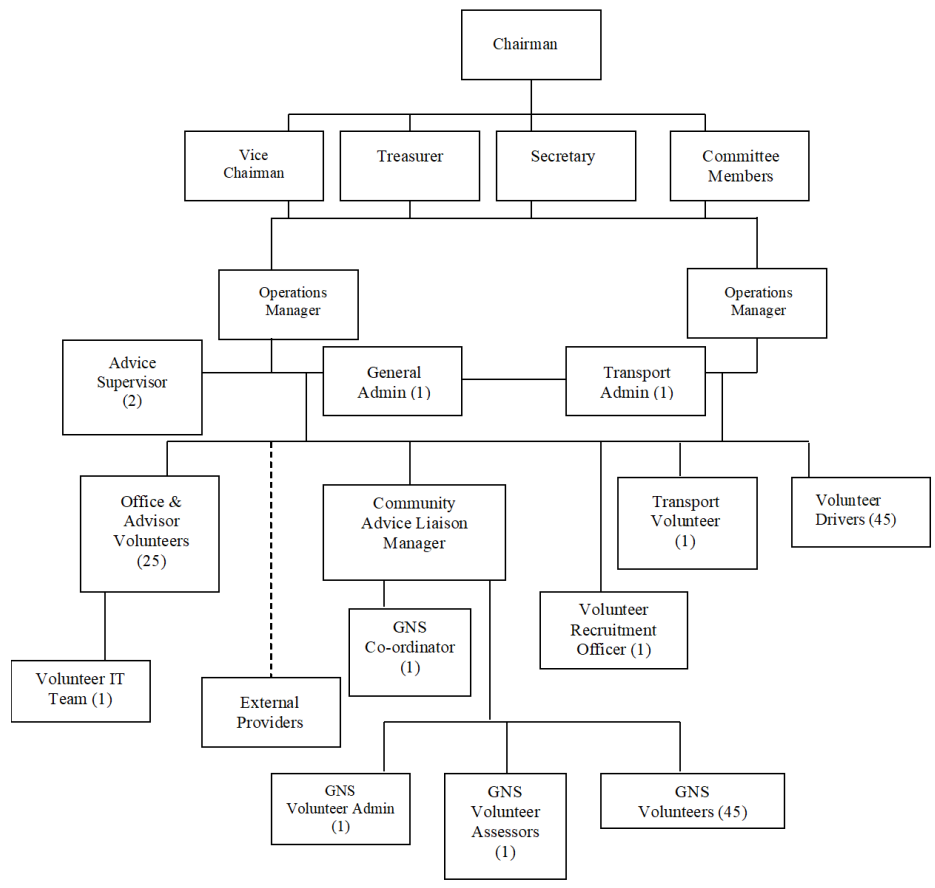 Chairman
Vice
Chairman
Treasurer
Secretary
Committee
Members
Operations
Manager
Operations
Manager
Advice
Supervisor
(2)
General
Admin (1)
Transport
Admin (1)
Office &
Advisor
Volunteers
(25)
Community
Advice Liaison
Manager
Transport
Volunteer
(1)
Volunteer
Drivers (45)
GNS
Co-ordinator
(1)
Volunteer
Recruitment
Officer (1)
Volunteer IT
Team (1)
External
Providers
GNS
Volunteer Admin
(1)
GNS
Volunteer
Assessors
(1)
GNS
Volunteers (45)